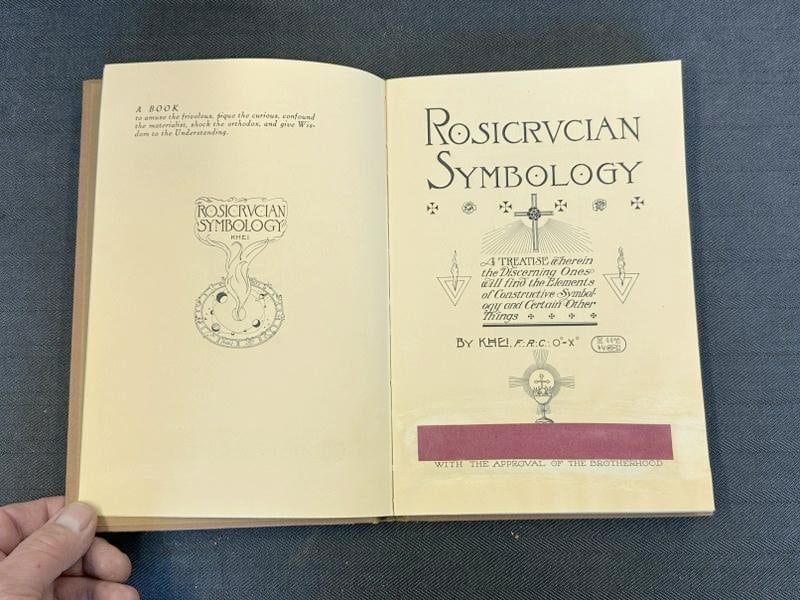 A BOOK
to amuse the frivolous, pique the curious, confound
the materialist, shock the orthodox, and give Wis-
dom to the Understanding.
ROSICRVCIAN
SYMBOLOGY
KHEI
ROSICRVCIAN
SYMBOLOGY
A TREATISE Wherein
the Discerning Ones
will find the Elements
of Constructive Symbol-
ogy and Certain Other
Things
BY KHEI, F∴R∴C∴ 0°-X°
WITH THE APPROVAL OF THE BROTHERHOOD